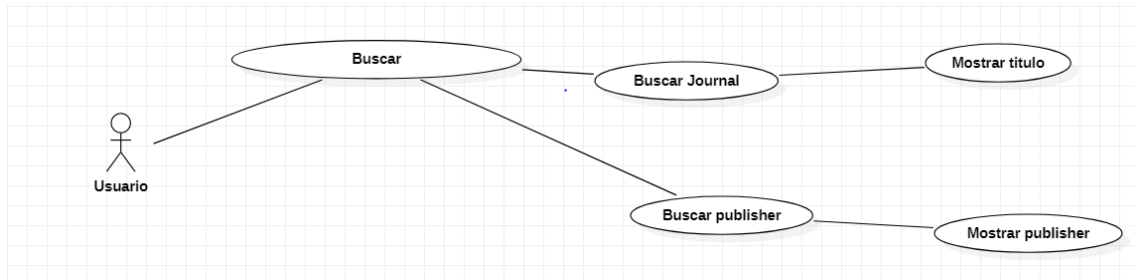 Buscar
Buscar Journal
Mostrar titulo
Usuario
Buscar publisher
Mostrar publisher